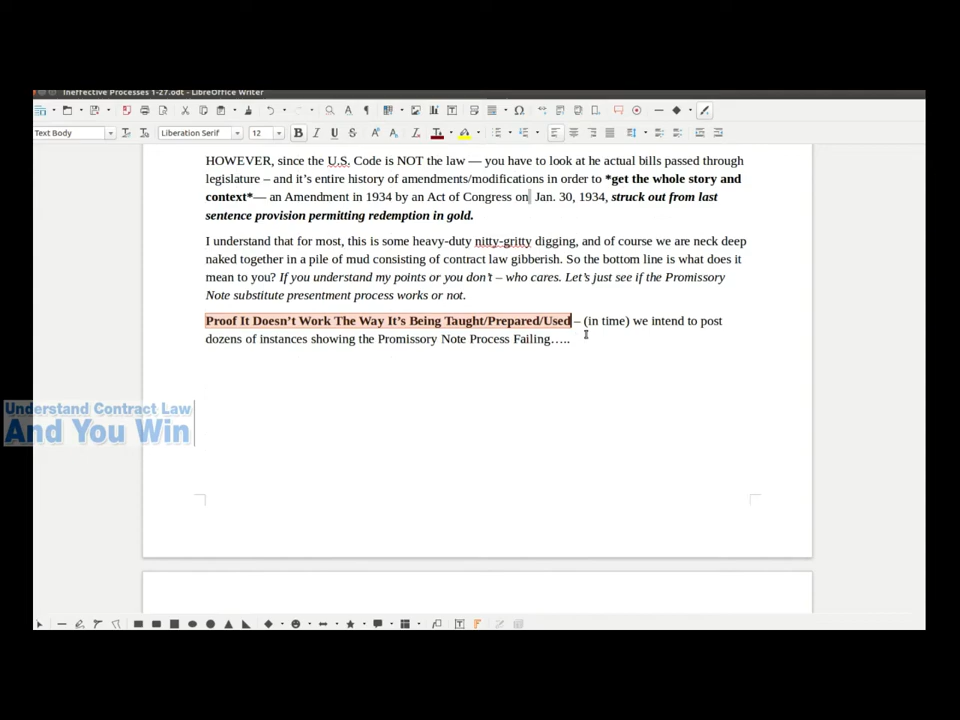 Ineffective Processes 1-27.odt - LibreOffice Writer
Text Body
Liberation Serif
12
HOWEVER, since the U.S. Code is NOT the law — you have to look at he actual bills passed through
legislature – and it's entire history of amendments/modifications in order to *get the whole story and
context*— an Amendment in 1934 by an Act of Congress on Jan. 30, 1934, struck out from last
sentence provision permitting redemption in gold.
I understand that for most, this is some heavy-duty nitty-gritty digging, and of course we are neck deep
naked together in a pile of mud consisting of contract law gibberish. So the bottom line is what does it
mean to you? If you understand my points or you don't – who cares. Let's just see if the Promissory
Note substitute presentment process works or not.
Proof It Doesn't Work The Way It's Being Taught/Prepared/Used – (in time) we intend to post
dozens of instances showing the Promissory Note Process Failing…..
Understand Contract Law
And You Win